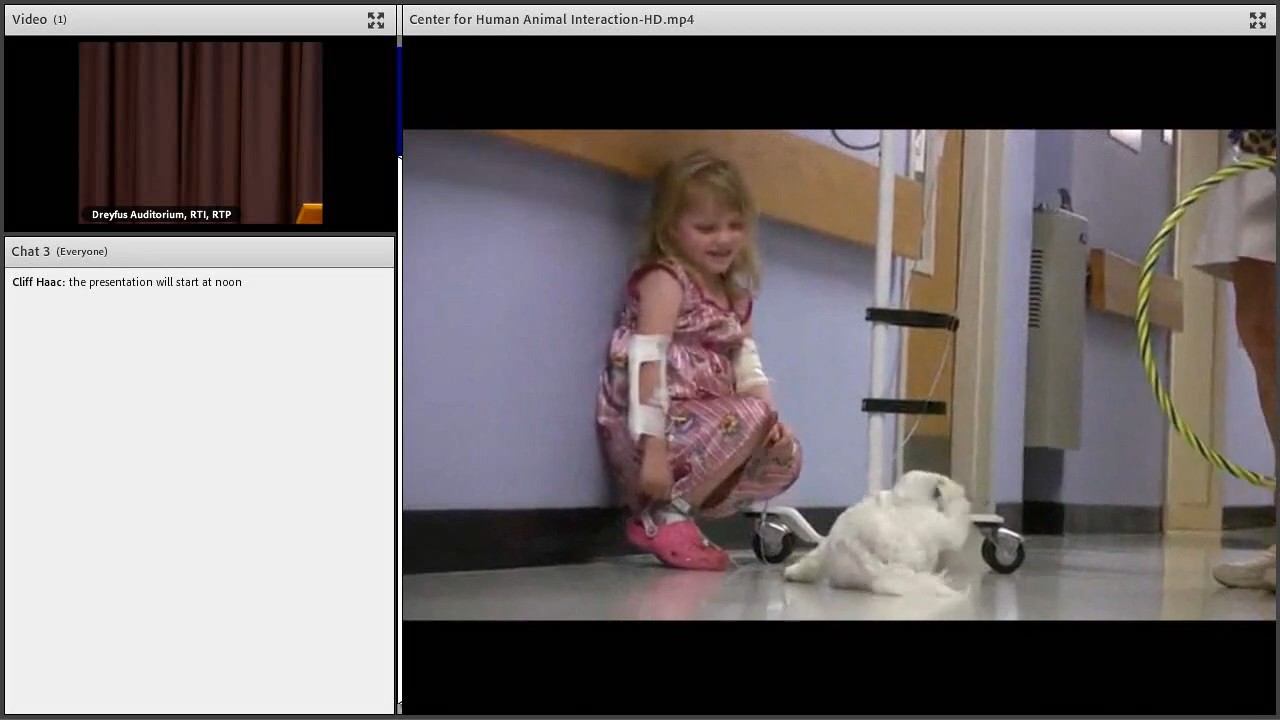 Video (1)
Center for Human Animal Interaction-HD.mp4
Dreyfus Auditorium, RTI, RTP
Chat 3 (Everyone)
Cliff Haac: the presentation will start at noon